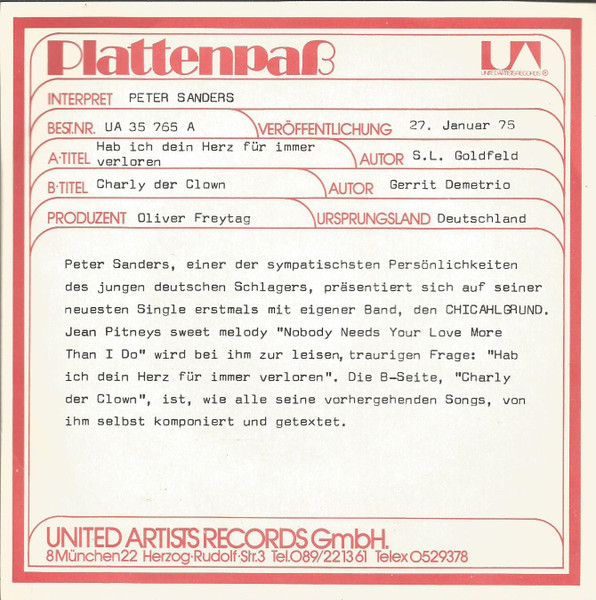 Plattenpaß
UNITED ARTISTS RECORDS ®
INTERPRET PETER SANDERS
BEST.NR. UA 35 765 A VERÖFFENTLICHUNG 27. Januar 75
A·TITEL Hab ich dein Herz für immer
verloren AUTOR S.L. Goldfeld
B·TITEL Charly der Clown AUTOR Gerrit Demetrio
PRODUZENT Oliver Freytag URSPRUNGSLAND Deutschland
Peter Sanders, einer der sympatischsten Persönlichkeiten
des jungen deutschen Schlagers, präsentiert sich auf seiner
neuesten Single erstmals mit eigener Band, den CHICAHLGRUND.
Jean Pitneys sweet melody "Nobody Needs Your Love More
Than I Do" wird bei ihm zur leisen, traurigen Frage: "Hab
ich dein Herz für immer verloren". Die B-Seite, "Charly
der Clown", ist, wie alle seine vorhergehenden Songs, von
ihm selbst komponiert und getextet.
UNITED ARTISTS RECORDS GmbH.
8 München 22 Herzog-Rudolf-Str.3 Tel.089/221361 Telex 0529378